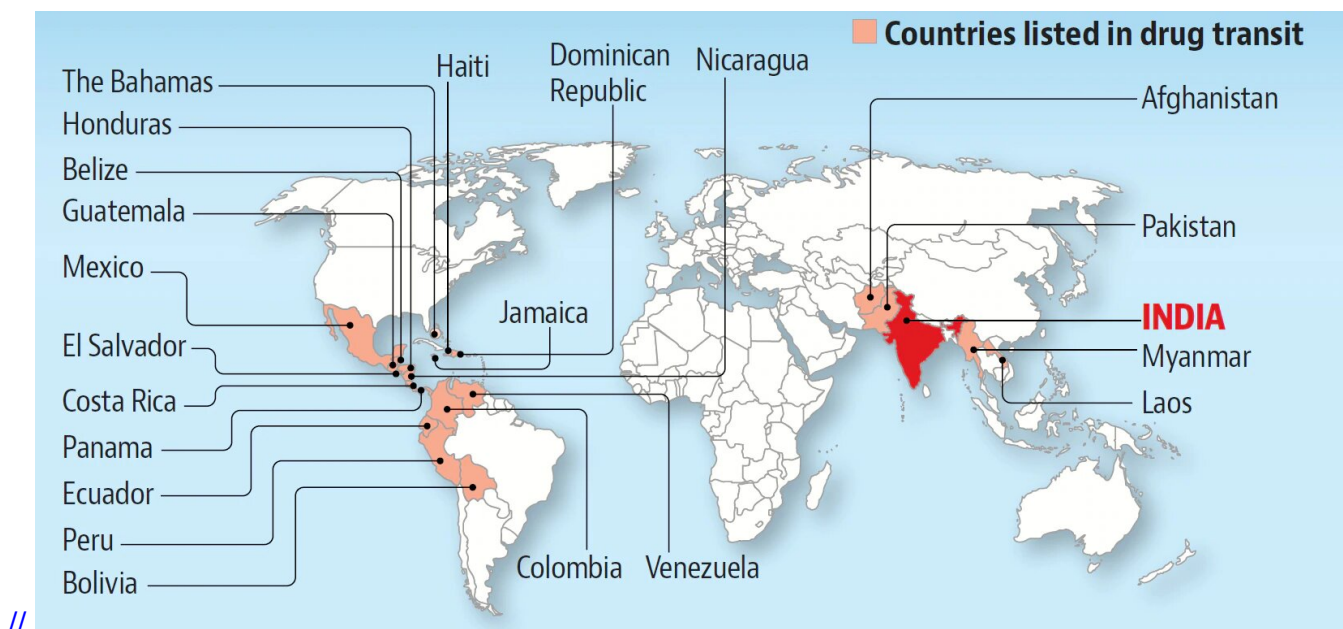 Countries listed in drug transit
The Bahamas
Haiti
Dominican
Republic
Nicaragua
Afghanistan
Honduras
Belize
Guatemala
Pakistan
Mexico
Jamaica
INDIA
El Salvador
Myanmar
Costa Rica
Laos
Panama
Ecuador
Peru
Colombia
Venezuela
Bolivia
//